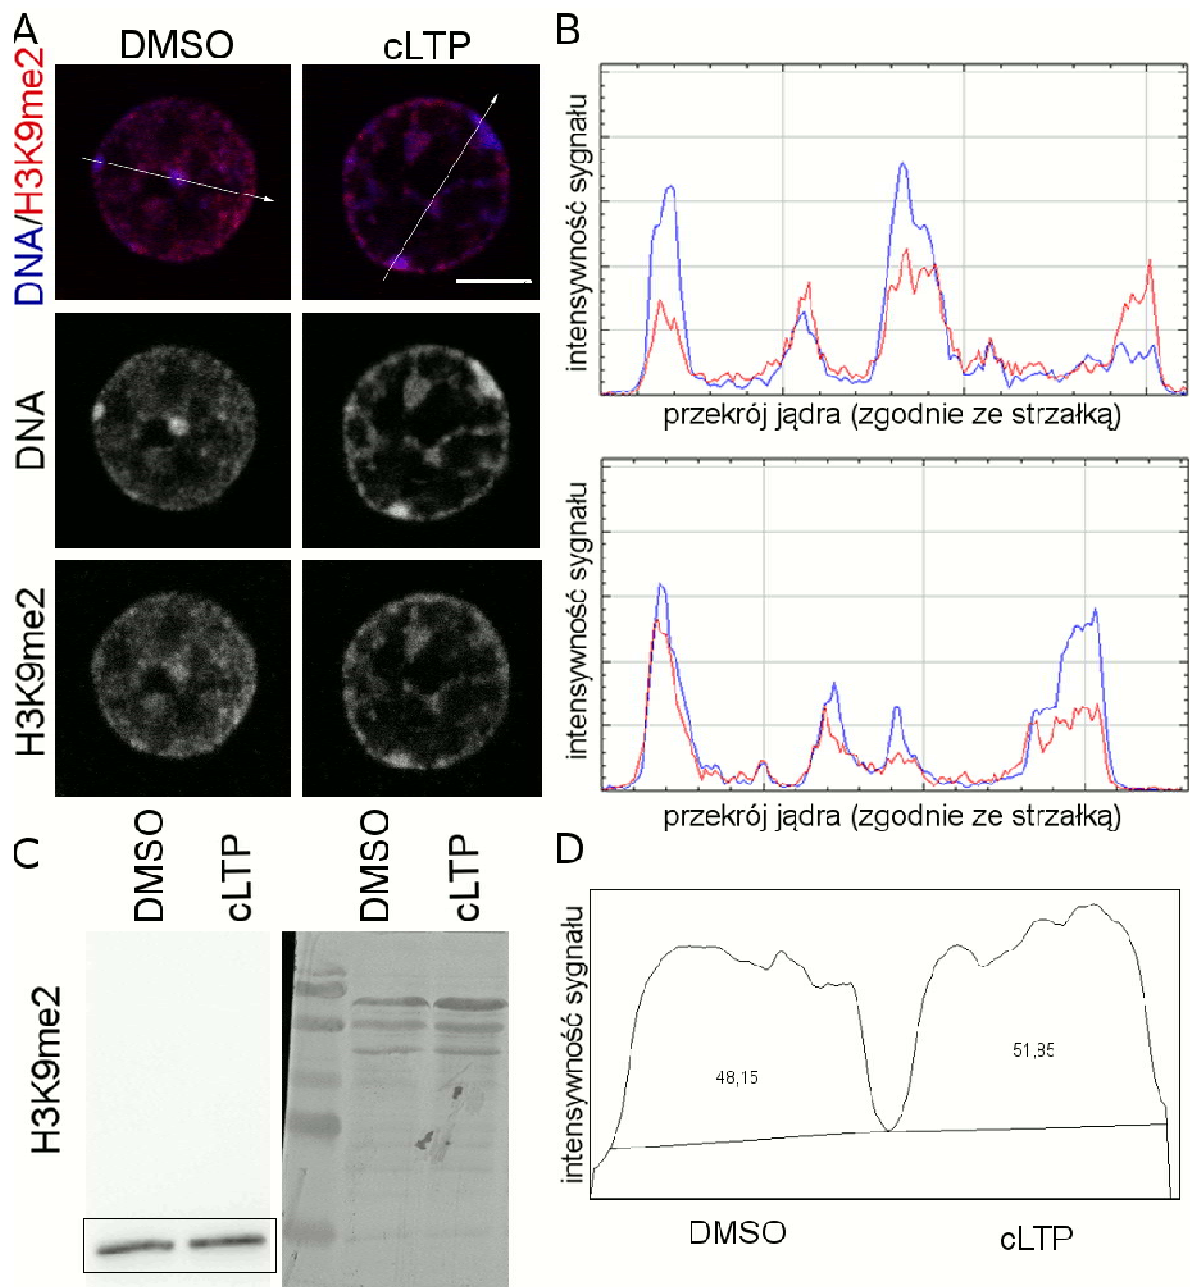 A
DMSO
cLTP
DNA/H3K9me2
DNA
H3K9me2
B
intensywność sygnału
przekrój jądra (zgodnie ze strzałką)
intensywność sygnału
przekrój jądra (zgodnie ze strzałką)
C
DMSO
cLTP
DMSO
cLTP
H3K9me2
D
intensywność sygnału
48,15
51,85
DMSO
cLTP